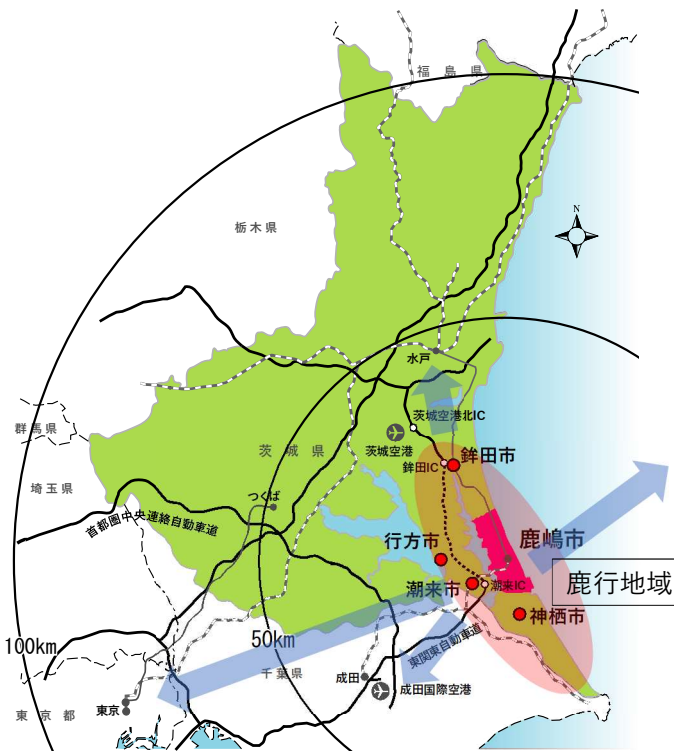 福島県
N
栃木県
水戸
茨城空港北IC
群馬県
茨城県
茨城空港
鉾田IC
鉾田市
埼玉県
つくば
首都圏中央連絡自動車道
行方市
鹿嶋市
潮来市
潮来IC
鹿行地域
神栖市
100km
50km
東関東自動車道
千葉県
成田
成田国際空港
東京都
東京